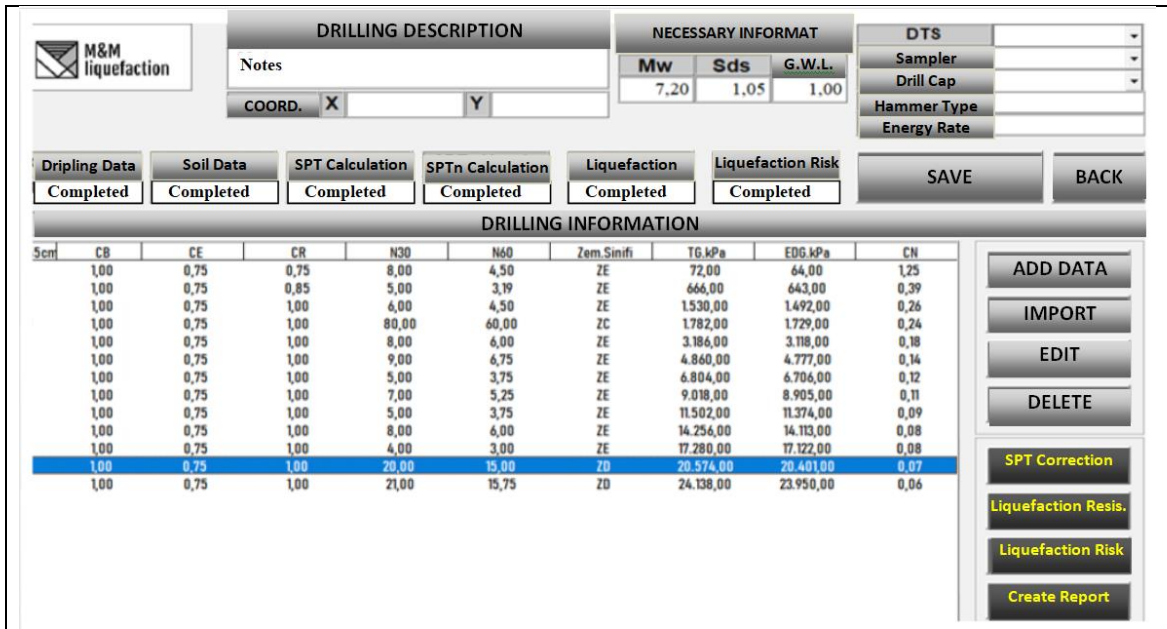 M&M
liquefaction
DRILLING DESCRIPTION
Notes
COORD. X Y
NECESSARY INFORMAT
Mw Sds G.W.L.
7,20 1,05 1,00
DTS
Sampler
Drill Cap
Hammer Type
Energy Rate
Dripling Data Soil Data SPT Calculation SPTn Calculation Liquefaction Liquefaction Risk
Completed Completed Completed Completed Completed Completed
SAVE BACK
DRILLING INFORMATION
5cm CB CE CR N30 N60 Zem.Sinifi TG.kPa EDG.kPa CN
1,00 0,75 0,75 8,00 4,50 ZE 72,00 64,00 1,25
1,00 0,75 0,85 5,00 3,19 ZE 666,00 643,00 0,39
1,00 0,75 1,00 6,00 4,50 ZE 1.530,00 1.492,00 0,26
1,00 0,75 1,00 80,00 60,00 ZC 1.782,00 1.729,00 0,24
1,00 0,75 1,00 8,00 6,00 ZE 3.186,00 3.118,00 0,18
1,00 0,75 1,00 9,00 6,75 ZE 4.860,00 4.777,00 0,14
1,00 0,75 1,00 5,00 3,75 ZE 6.804,00 6.706,00 0,12
1,00 0,75 1,00 7,00 5,25 ZE 9.018,00 8.905,00 0,11
1,00 0,75 1,00 5,00 3,75 ZE 11.502,00 11.374,00 0,09
1,00 0,75 1,00 8,00 6,00 ZE 14.256,00 14.113,00 0,08
1,00 0,75 1,00 4,00 3,00 ZE 17.280,00 17.122,00 0,08
1,00 0,75 1,00 20,00 15,00 ZD 20.574,00 20.401,00 0,07
1,00 0,75 1,00 21,00 15,75 ZD 24.138,00 23.950,00 0,06
ADD DATA
IMPORT
EDIT
DELETE
SPT Correction
Liquefaction Resis.
Liquefaction Risk
Create Report